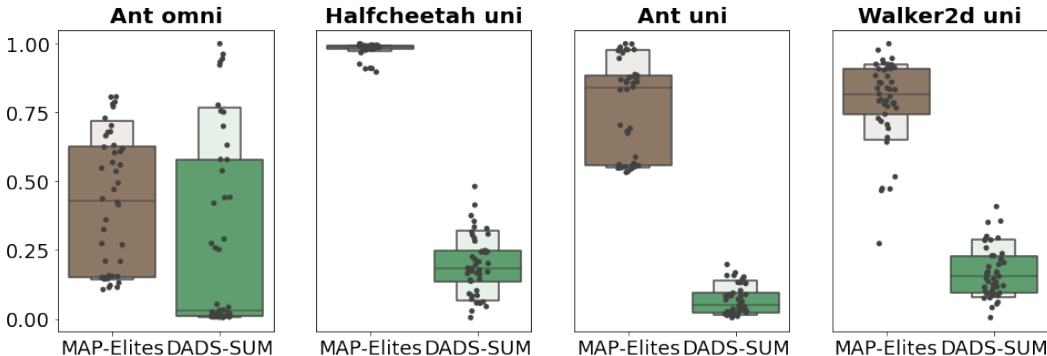 Ant omni
Halfcheetah uni
Ant uni
Walker2d uni
1.00
0.75
0.50
0.25
0.00
MAP-Elites DADS-SUM
MAP-Elites DADS-SUM
MAP-Elites DADS-SUM
MAP-Elites DADS-SUM